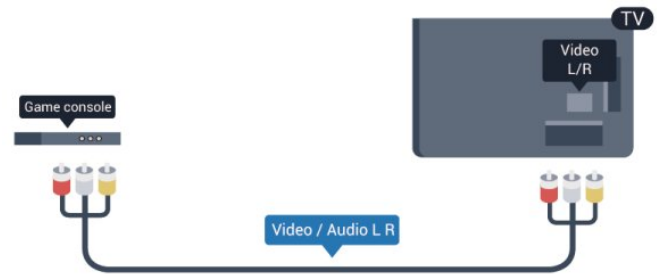 TV
Video
L/R
Game console
Video / Audio L R